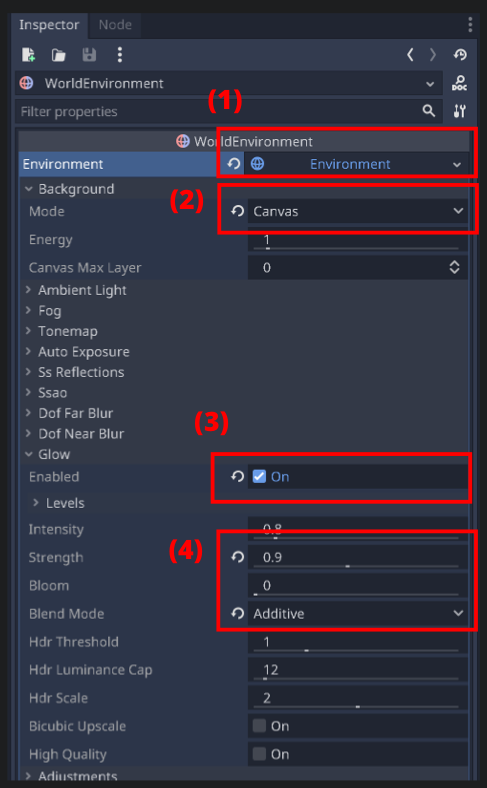 Inspector Node
WorldEnvironment
DOC
(1)
Filter properties
WorldEnvironment
Environment Environment
Background
(2)
Mode Canvas
Energy 1
Canvas Max Layer 0
Ambient Light
Fog
Tonemap
Auto Exposure
Ss Reflections
Ssao
Dof Far Blur
(3)
Dof Near Blur
Glow
Enabled On
Levels
Intensity 0.8
(4)
Strength 0.9
Bloom 0
Blend Mode Additive
Hdr Threshold 1
Hdr Luminance Cap 12
Hdr Scale 2
Bicubic Upscale On
High Quality On
Adjustments